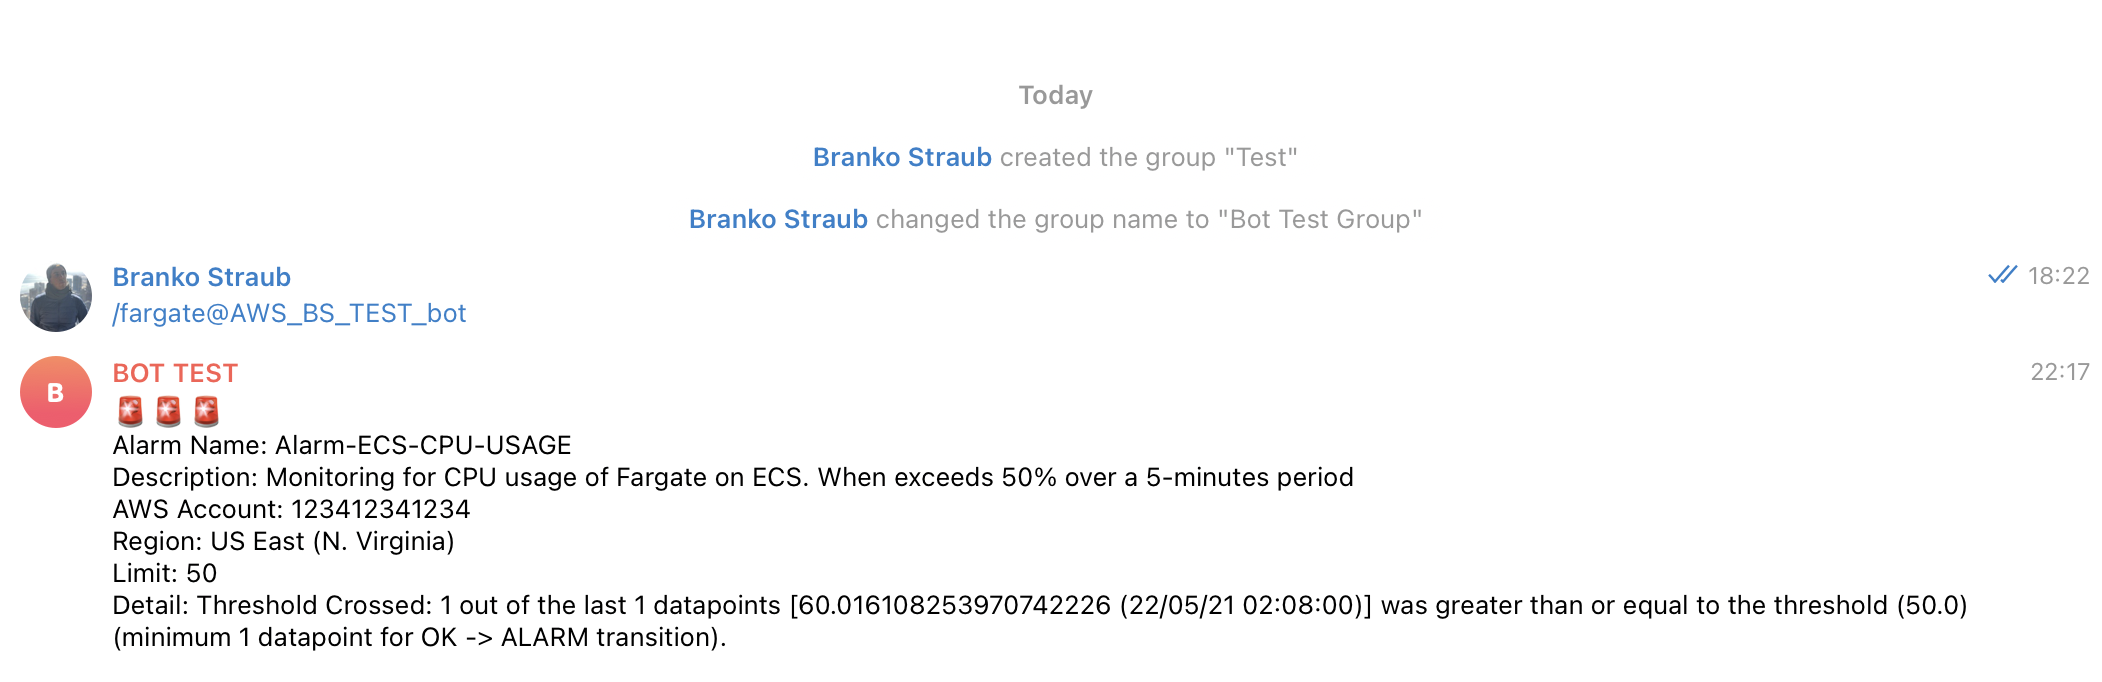 Today
Branko Straub created the group "Test"
Branko Straub changed the group name to "Bot Test Group"
Branko Straub
18:22
/fargate@AWS_BS_TEST_bot
B
BOT TEST
22:17
🚨 🚨 🚨
Alarm Name: Alarm-ECS-CPU-USAGE
Description: Monitoring for CPU usage of Fargate on ECS. When exceeds 50% over a 5-minutes period
AWS Account: 123412341234
Region: US East (N. Virginia)
Limit: 50
Detail: Threshold Crossed: 1 out of the last 1 datapoints [60.016108253970742226 (22/05/21 02:08:00)] was greater than or equal to the threshold (50.0)
(minimum 1 datapoint for OK -> ALARM transition).